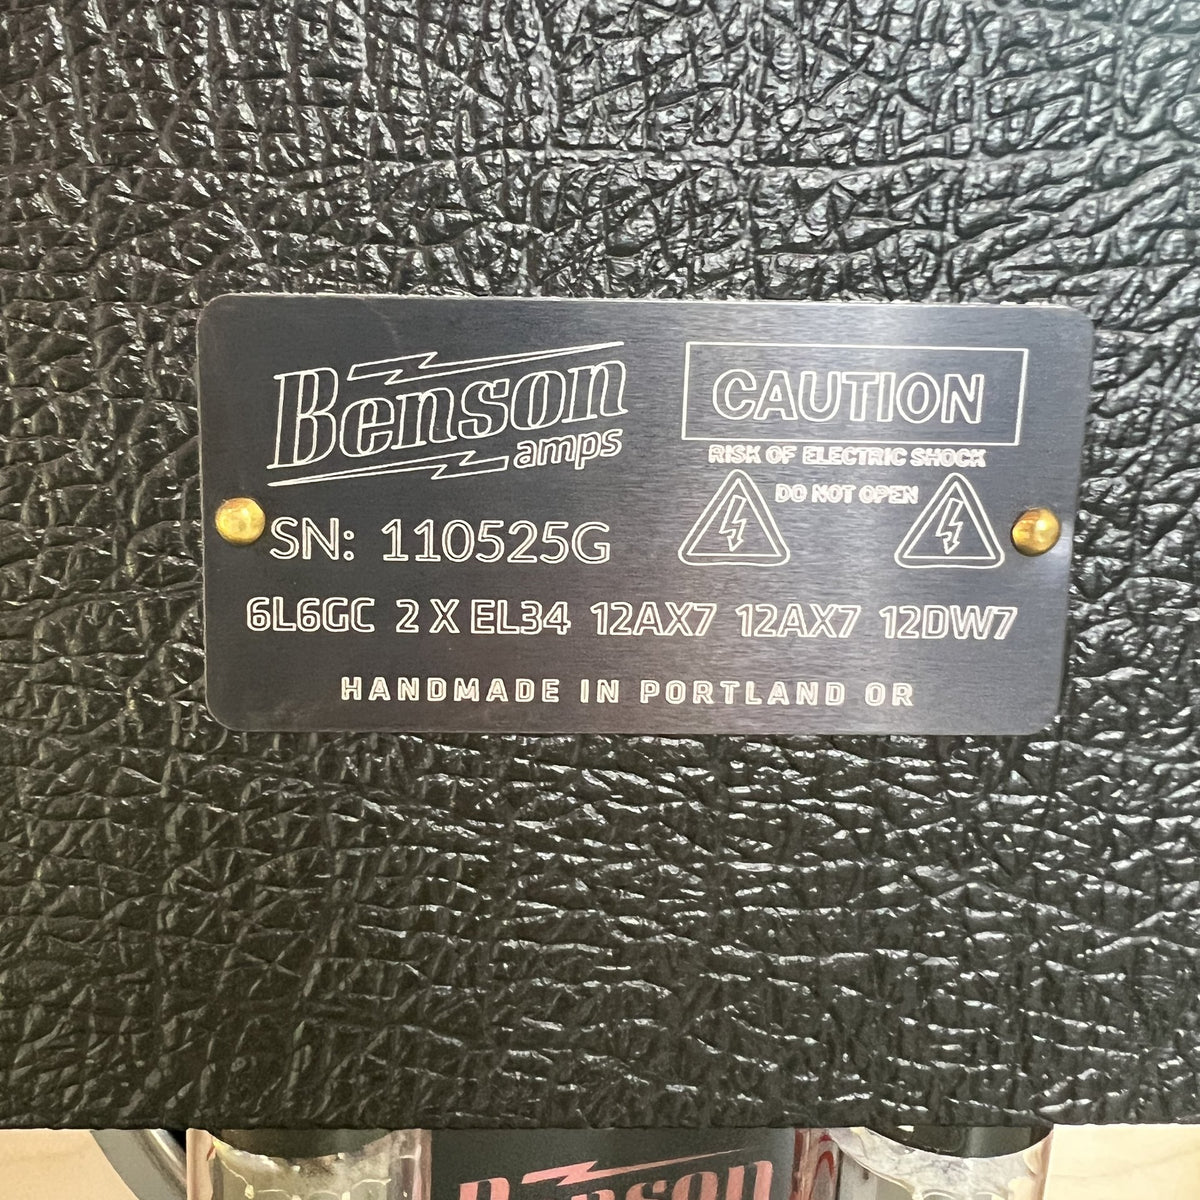 Benson
amps
CAUTION
RISK OF ELECTRIC SHOCK
DO NOT OPEN
SN: 110525G
6L6GC 2 X EL34 12AX7 12AX7 12DW7
HANDMADE IN PORTLAND OR
Benson